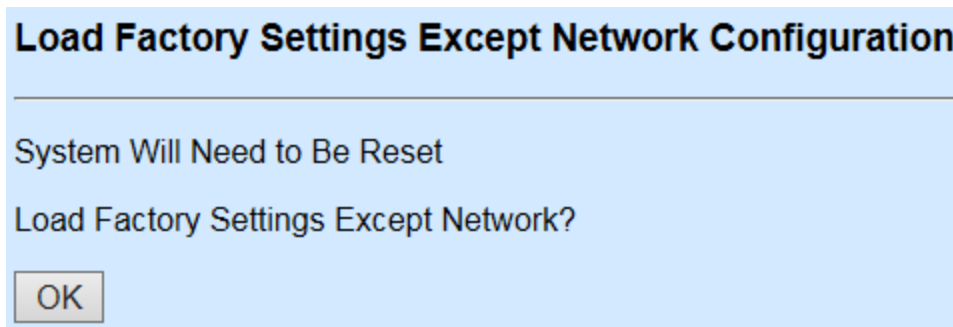 Load Factory Settings Except Network Configuration
System Will Need to Be Reset
Load Factory Settings Except Network?
OK